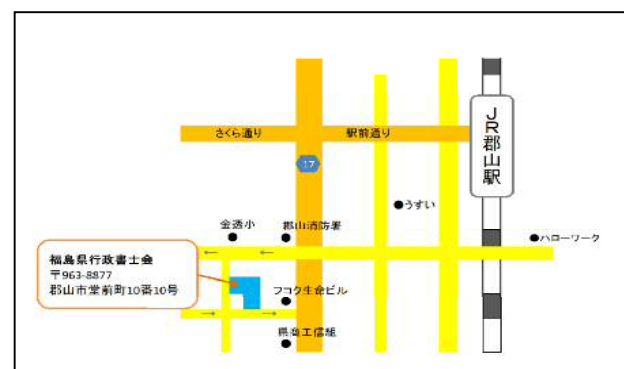 さくら通り
駅前通り
17
JR郡山駅
うすい
金透小
郡山消防署
ハローワーク
←
←
福島県行政書士会
〒963-8877
郡山市堂前町10番10号
フコク生命ビル
→
→
県商工信組